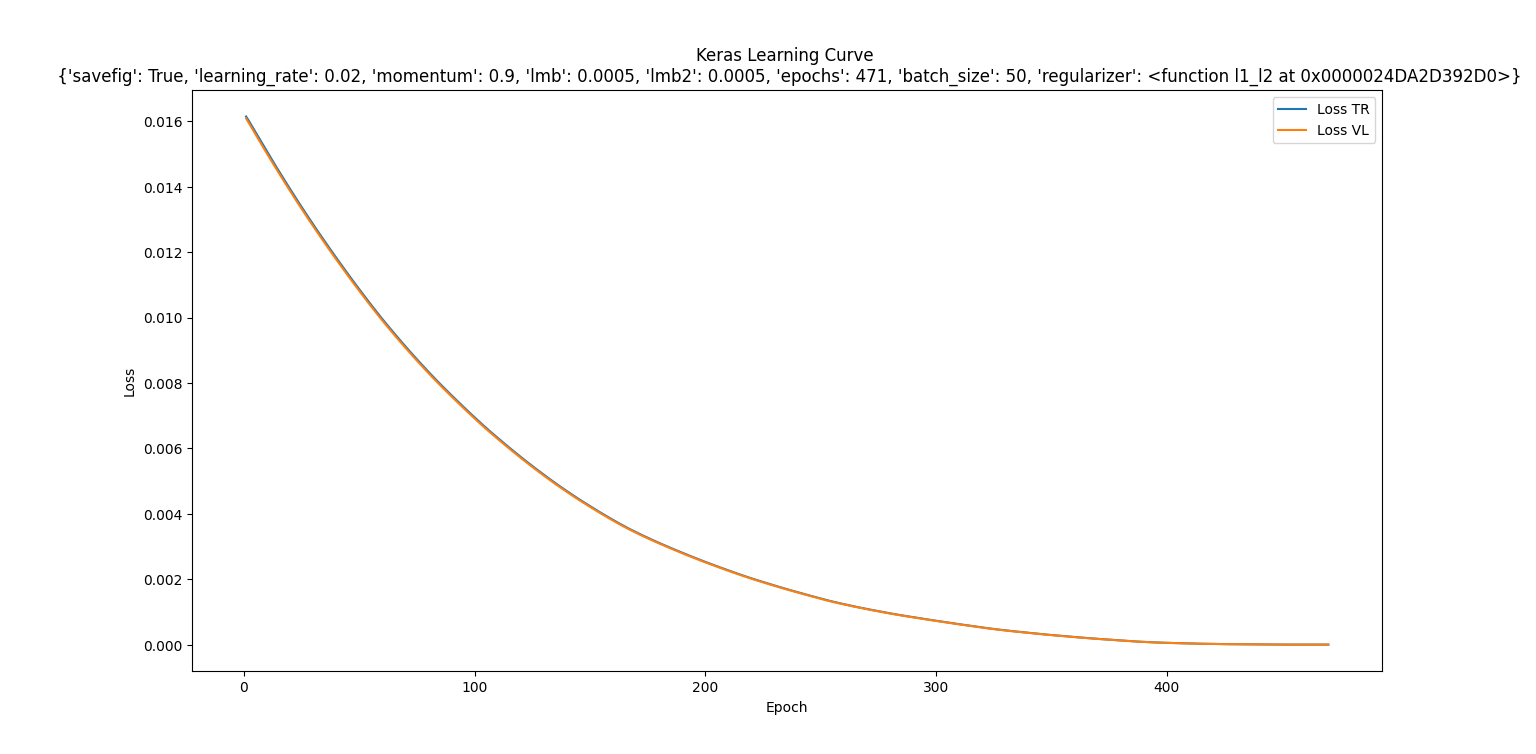 Keras Learning Curve
{'savefig': True, 'learning_rate': 0.02, 'momentum': 0.9, 'lmb': 0.0005, 'lmb2': 0.0005, 'epochs': 471, 'batch_size': 50, 'regularizer': <function l1_l2 at 0x0000024DA2D392D0>}
Loss TR
Loss VL
0.016
0.014
0.012
0.010
0.008
0.006
0.004
0.002
0.000
Loss
0
100
200
300
400
Epoch